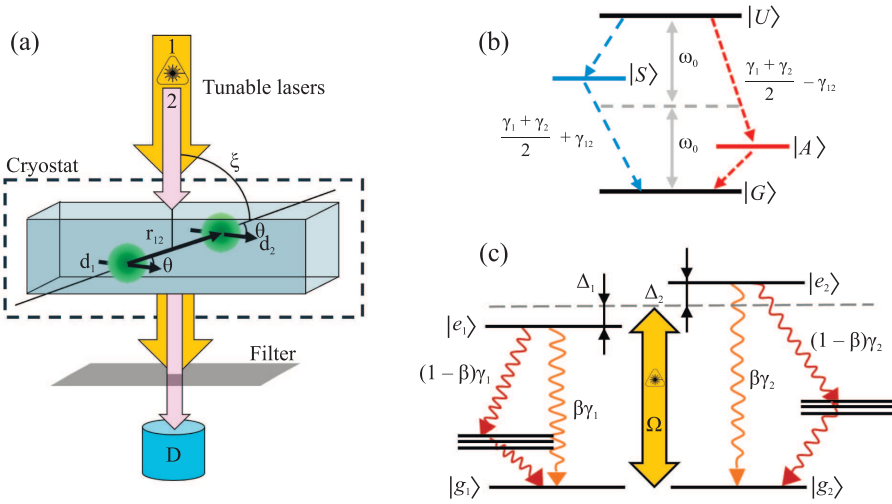 (a)
1
2
Tunable lasers
Cryostat
ξ
r₁₂
θ
d₂
d₁
θ
Filter
D
(b)
|U⟩
|S⟩
ω₀
(γ₁ + γ₂)/2 − γ₁₂
(γ₁ + γ₂)/2 + γ₁₂
ω₀
|A⟩
|G⟩
(c)
Δ₁
Δ₂
|e₂⟩
|e₁⟩
(1 − β)γ₁
βγ₁
Ω
βγ₂
(1 − β)γ₂
|g₁⟩
|g₂⟩